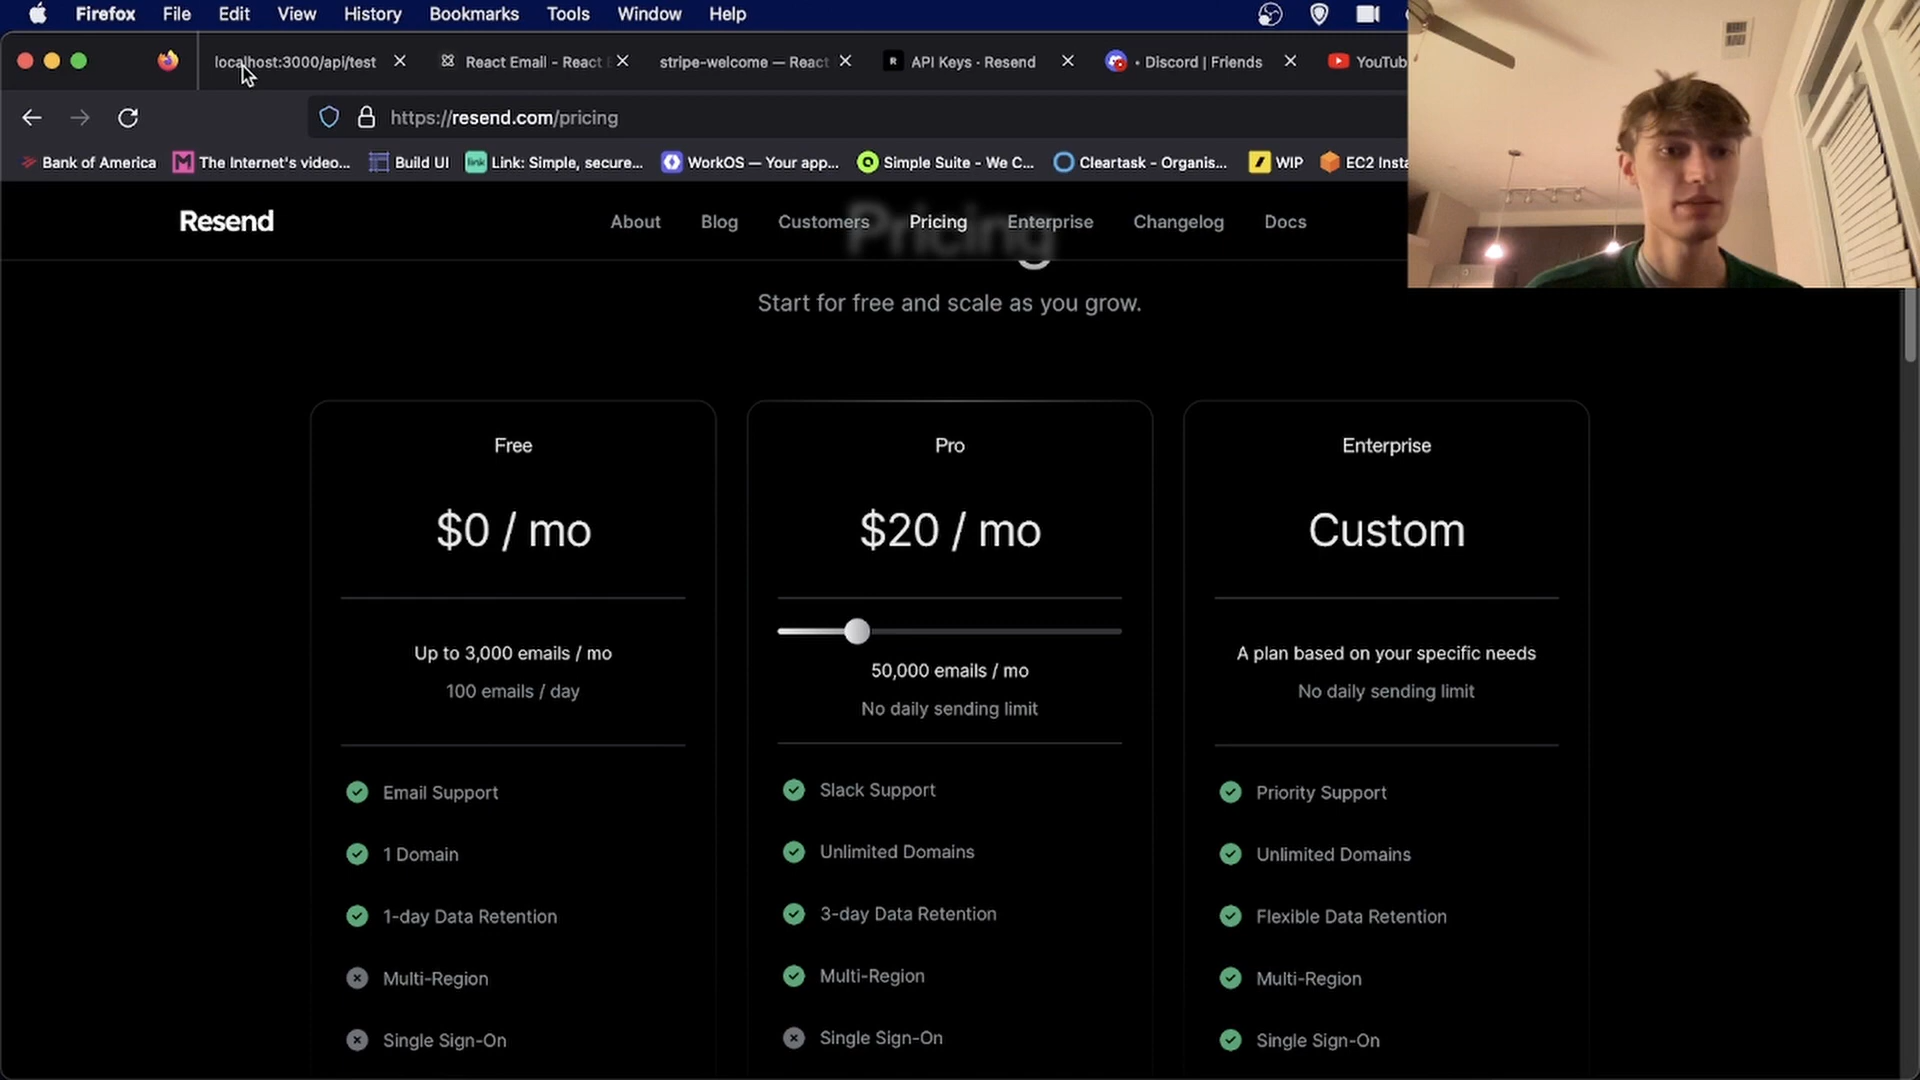 Firefox File Edit View History Bookmarks Tools Window Help
localhost:3000/api/test React Email - React stripe-welcome — React API Keys · Resend • Discord | Friends YouTub
https://resend.com/pricing
Bank of America The Internet's video... Build UI Link: Simple, secure... WorkOS — Your app... Simple Suite - We C... Cleartask - Organis... WIP EC2 Insta
Resend About Blog Customers Pricing Enterprise Changelog Docs
Pricing
Start for free and scale as you grow.
Free
$0 / mo
Up to 3,000 emails / mo
100 emails / day
Email Support
1 Domain
1-day Data Retention
Multi-Region
Single Sign-On
Pro
$20 / mo
50,000 emails / mo
No daily sending limit
Slack Support
Unlimited Domains
3-day Data Retention
Multi-Region
Single Sign-On
Enterprise
Custom
A plan based on your specific needs
No daily sending limit
Priority Support
Unlimited Domains
Flexible Data Retention
Multi-Region
Single Sign-On